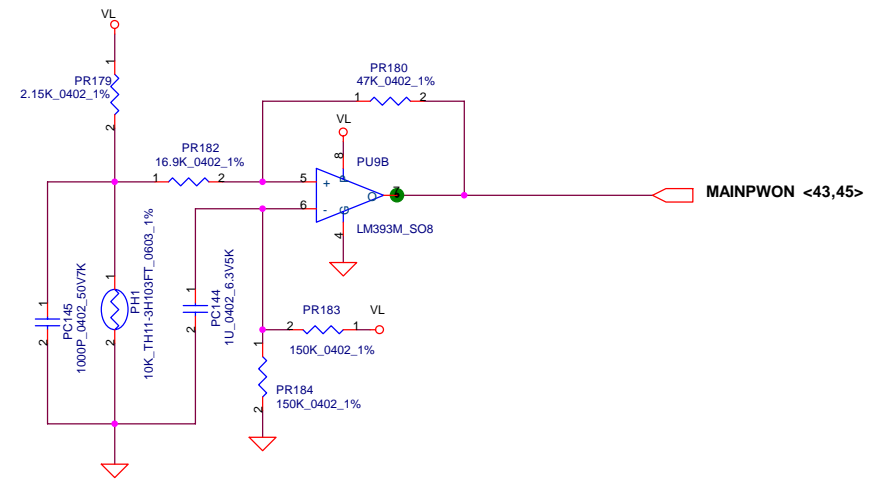 VL
1
PR179
2.15K_0402_1%
2
PR180
47K_0402_1%
1
2
VL
8
PU9B
P
PR182
16.9K_0402_1%
1
2
5
+
6
-
O
G
4
LM393M_SO8
MAINPWON <43,45>
1
PC145
1000P_0402_50V7K
2
1
PH1
10K_TH11-3H103FT_0603_1%
2
1
PC144
1U_0402_6.3V5K
2
PR183
VL
2
1
150K_0402_1%
1
PR184
150K_0402_1%
2